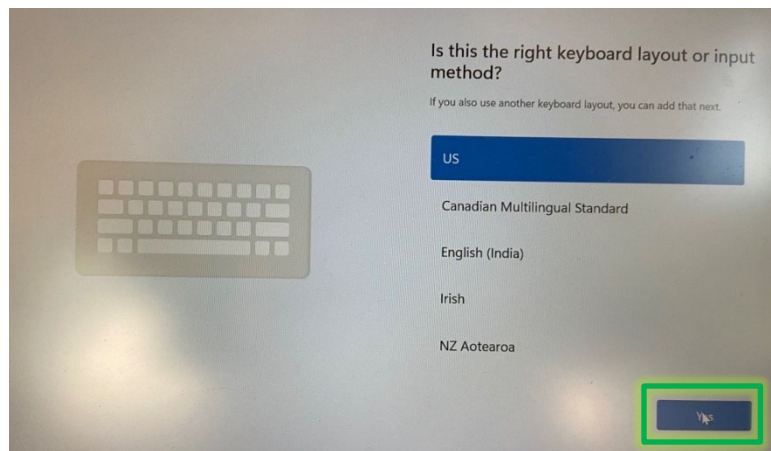 Is this the right keyboard layout or input
method?
If you also use another keyboard layout, you can add that next.
US
Canadian Multilingual Standard
English (India)
Irish
NZ Aotearoa
Yes